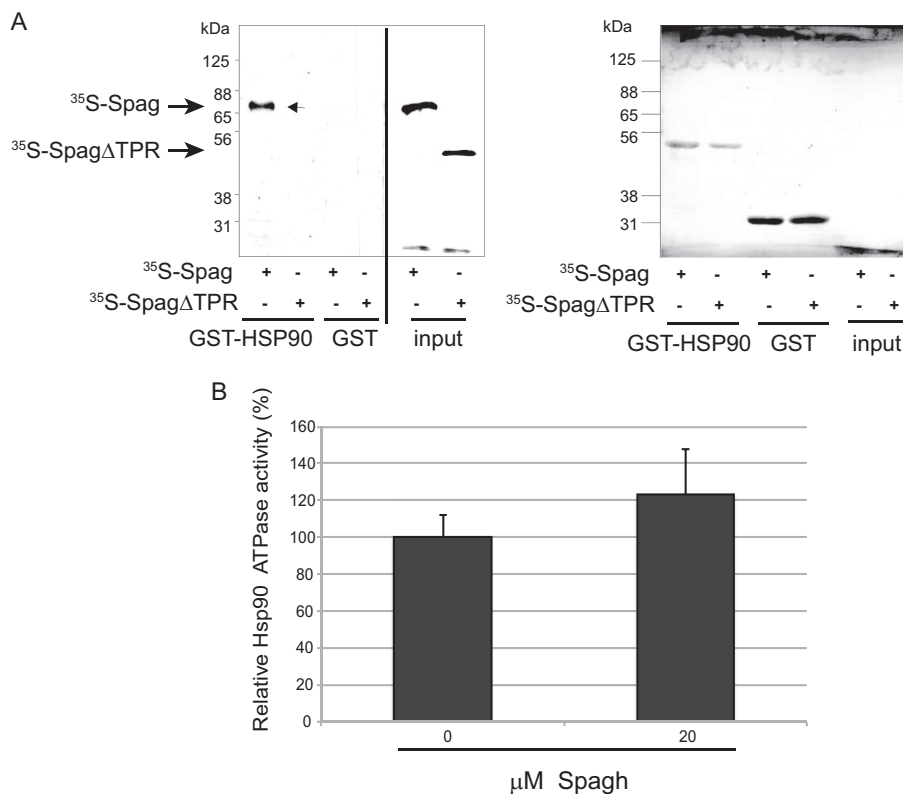 A
kDa
125
88
65
56
38
31
³⁵S-Spag
³⁵S-SpagΔTPR
³⁵S-Spag + - + - + -
³⁵S-SpagΔTPR - + - + - +
GST-HSP90 GST input
kDa
125
88
65
56
38
31
³⁵S-Spag + - + - + -
³⁵S-SpagΔTPR - + - + - +
GST-HSP90 GST input
B
Relative Hsp90 ATPase activity (%)
160
140
120
100
80
60
40
20
0
0 20
μM Spagh